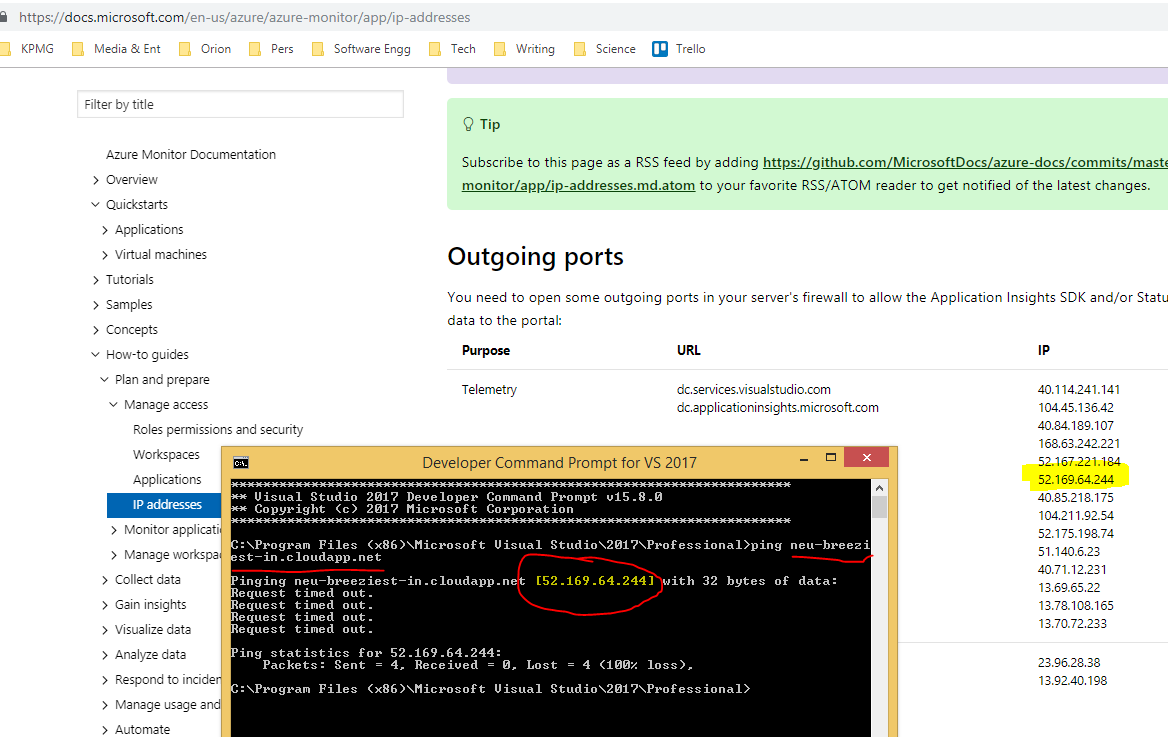 https://docs.microsoft.com/en-us/azure/azure-monitor/app/ip-addresses
KPMG Media & Ent Orion Pers Software Engg Tech Writing Science Trello
Filter by title
Azure Monitor Documentation
Overview
Quickstarts
Applications
Virtual machines
Tutorials
Samples
Concepts
How-to guides
Plan and prepare
Manage access
Roles permissions and security
Workspaces
Applications
IP addresses
Monitor applicatio
Manage workspac
Collect data
Gain insights
Visualize data
Analyze data
Respond to inciden
Manage usage and
Automate
Tip
Subscribe to this page as a RSS feed by adding https://github.com/MicrosoftDocs/azure-docs/commits/maste
monitor/app/ip-addresses.md.atom to your favorite RSS/ATOM reader to get notified of the latest changes.
Outgoing ports
You need to open some outgoing ports in your server's firewall to allow the Application Insights SDK and/or Statu
data to the portal:
Purpose URL IP
Telemetry dc.services.visualstudio.com 40.114.241.141
dc.applicationinsights.microsoft.com 104.45.136.42
40.84.189.107
168.63.242.221
52.167.221.184
52.169.64.244
40.85.218.175
104.211.92.54
52.175.198.74
51.140.6.23
40.71.12.231
13.69.65.22
13.78.108.165
13.70.72.233
23.96.28.38
13.92.40.198
C:\.
Developer Command Prompt for VS 2017
**********************************************************************
** Visual Studio 2017 Developer Command Prompt v15.8.0
** Copyright (c) 2017 Microsoft Corporation
**********************************************************************
C:\Program Files (x86)\Microsoft Visual Studio\2017\Professional>ping neu-breezi
est-in.cloudapp.net
Pinging neu-breeziest-in.cloudapp.net [52.169.64.244] with 32 bytes of data:
Request timed out.
Request timed out.
Request timed out.
Request timed out.
Ping statistics for 52.169.64.244:
Packets: Sent = 4, Received = 0, Lost = 4 (100% loss),
C:\Program Files (x86)\Microsoft Visual Studio\2017\Professional>